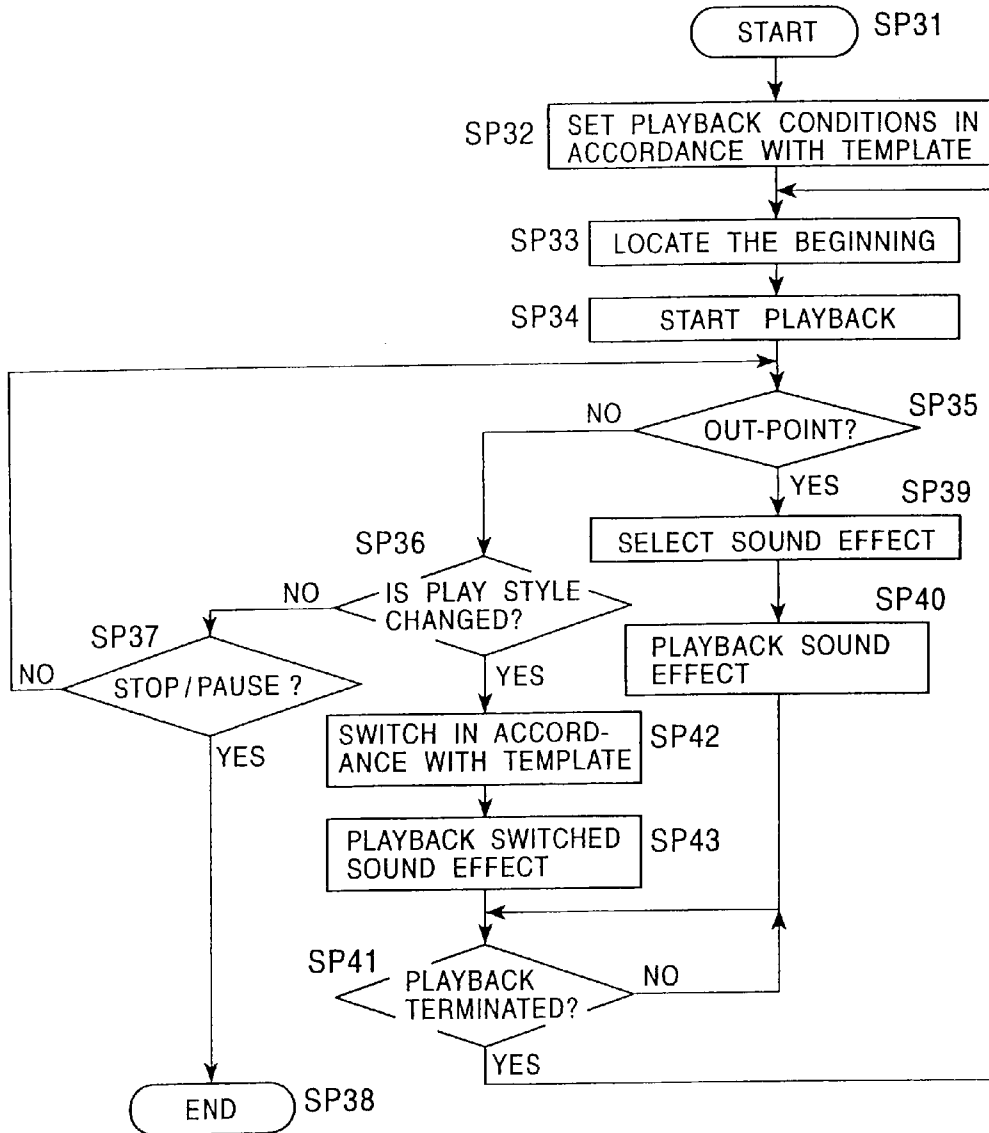 START
SP31
SP32
SET PLAYBACK CONDITIONS IN
ACCORDANCE WITH TEMPLATE
SP33
LOCATE THE BEGINNING
SP34
START PLAYBACK
SP35
OUT-POINT?
NO
YES
SP39
SELECT SOUND EFFECT
SP36
IS PLAY STYLE
CHANGED?
NO
YES
SP40
PLAYBACK SOUND
EFFECT
SP37
STOP/PAUSE ?
NO
YES
SWITCH IN ACCORD-
ANCE WITH TEMPLATE
SP42
PLAYBACK SWITCHED
SOUND EFFECT
SP43
SP41
PLAYBACK
TERMINATED?
NO
YES
END
SP38